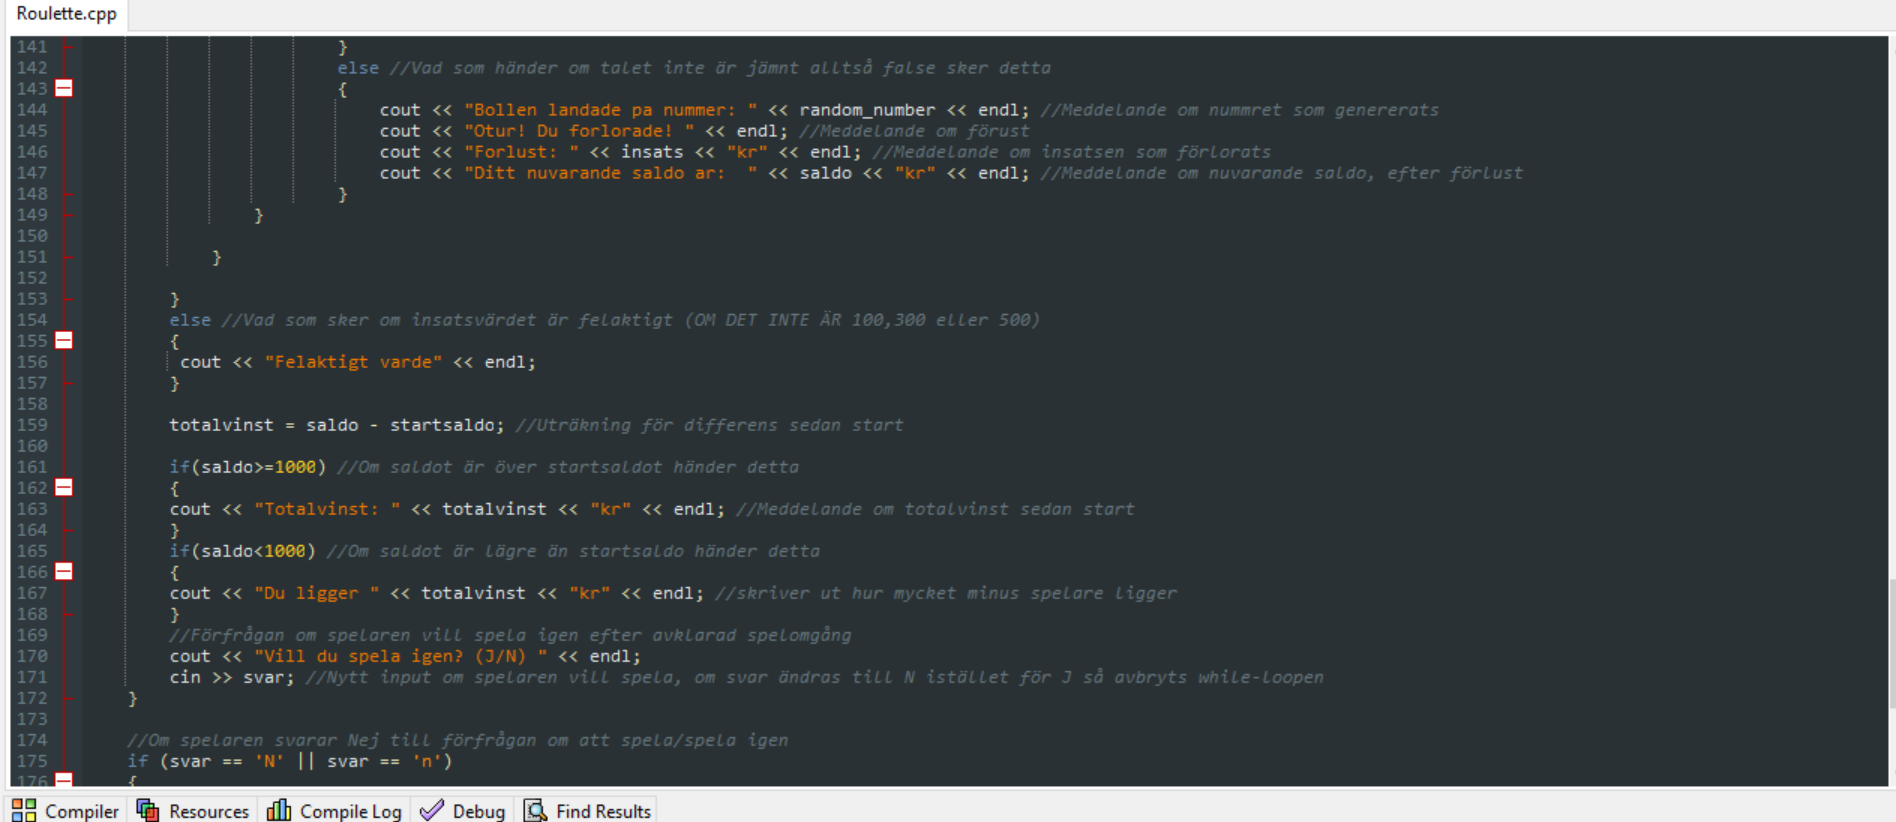 Roulette.cpp
141 }
142 else //Vad som händer om talet inte är jämnt alltså false sker detta
143 {
144 cout << "Bollen landade pa nummer: " << random_number << endl; //Meddelande om nummret som genererats
145 cout << "Otur! Du forlorade! " << endl; //Meddelande om förust
146 cout << "Forlust: " << insats << "kr" << endl; //Meddelande om insatsen som förlorats
147 cout << "Ditt nuvarande saldo ar:  " << saldo << "kr" << endl; //Meddelande om nuvarande saldo, efter förlust
148 }
149 }
150
151 }
152
153 }
154 else //Vad som sker om insatsvärdet är felaktigt (OM DET INTE ÄR 100,300 eller 500)
155 {
156 cout << "Felaktigt varde" << endl;
157 }
158
159 totalvinst = saldo - startsaldo; //Uträkning för differens sedan start
160
161 if(saldo>=1000) //Om saldot är över startsaldot händer detta
162 {
163 cout << "Totalvinst: " << totalvinst << "kr" << endl; //Meddelande om totalvinst sedan start
164 }
165 if(saldo<1000) //Om saldot är lägre än startsaldo händer detta
166 {
167 cout << "Du ligger " << totalvinst << "kr" << endl; //skriver ut hur mycket minus spelare ligger
168 }
169 //Förfrågan om spelaren vill spela igen efter avklarad spelomgång
170 cout << "Vill du spela igen? (J/N) " << endl;
171 cin >> svar; //Nytt input om spelaren vill spela, om svar ändras till N istället för J så avbryts while-loopen
172 }
173
174 //Om spelaren svarar Nej till förfrågan om att spela/spela igen
175 if (svar == 'N' || svar == 'n')
176 {
Compiler Resources Compile Log Debug Find Results